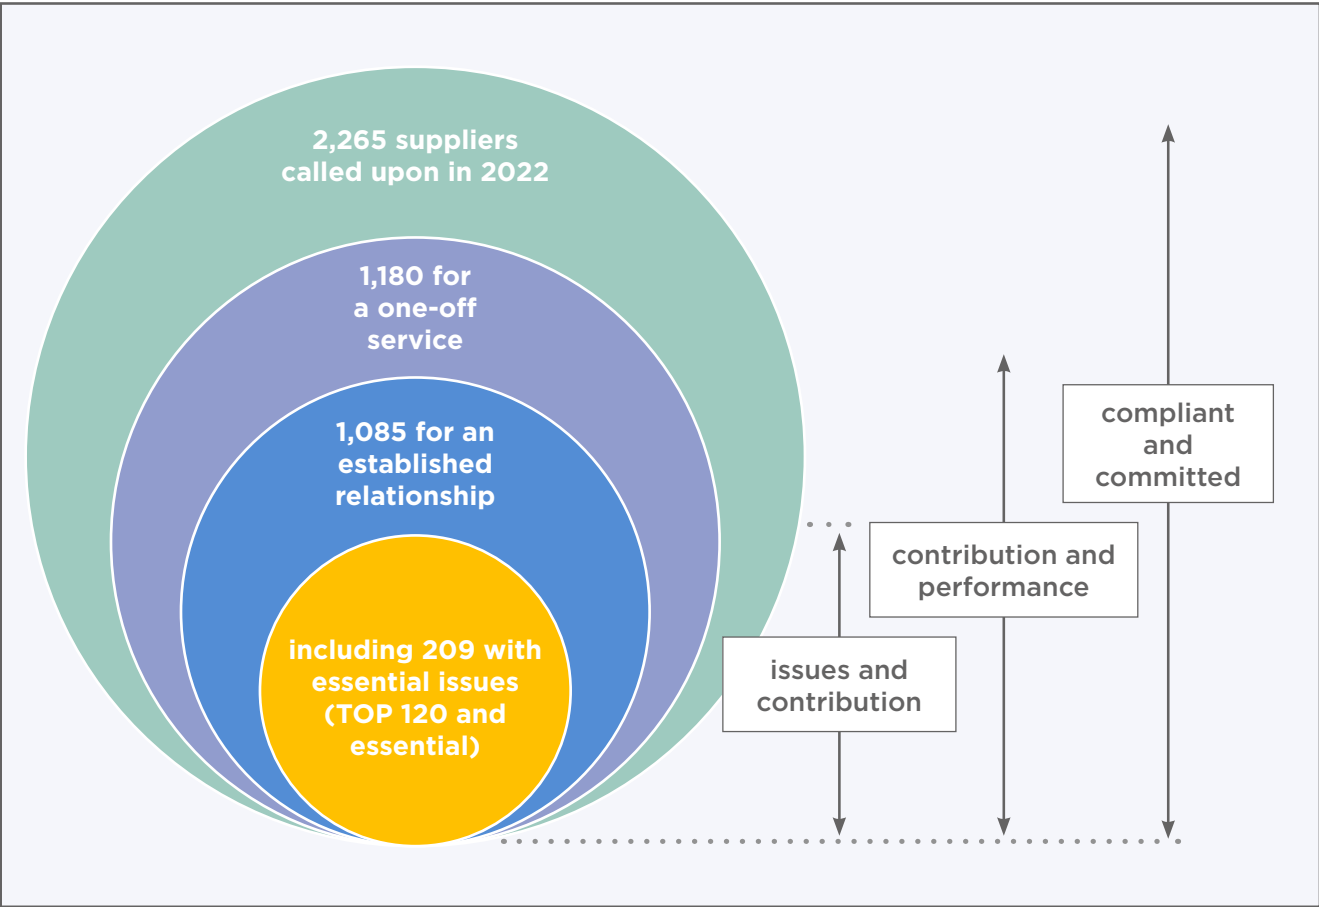 2,265 suppliers
called upon in 2022
1,180 for
a one-off
service
1,085 for an
established
relationship
including 209 with
essential issues
(TOP 120 and
essential)
issues and
contribution
contribution and
performance
compliant
and
committed